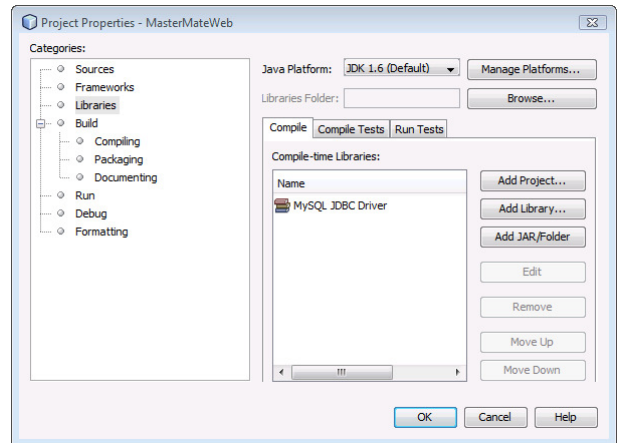 Project Properties - MasterMateWeb
Categories:
Sources
Frameworks
Libraries
Build
Compiling
Packaging
Documenting
Run
Debug
Formatting
Java Platform: JDK 1.6 (Default) Manage Platforms...
Libraries Folder: Browse...
Compile Compile Tests Run Tests
Compile-time Libraries:
Name
MySQL JDBC Driver
Add Project...
Add Library...
Add JAR/Folder
Edit
Remove
Move Up
Move Down
OK Cancel Help